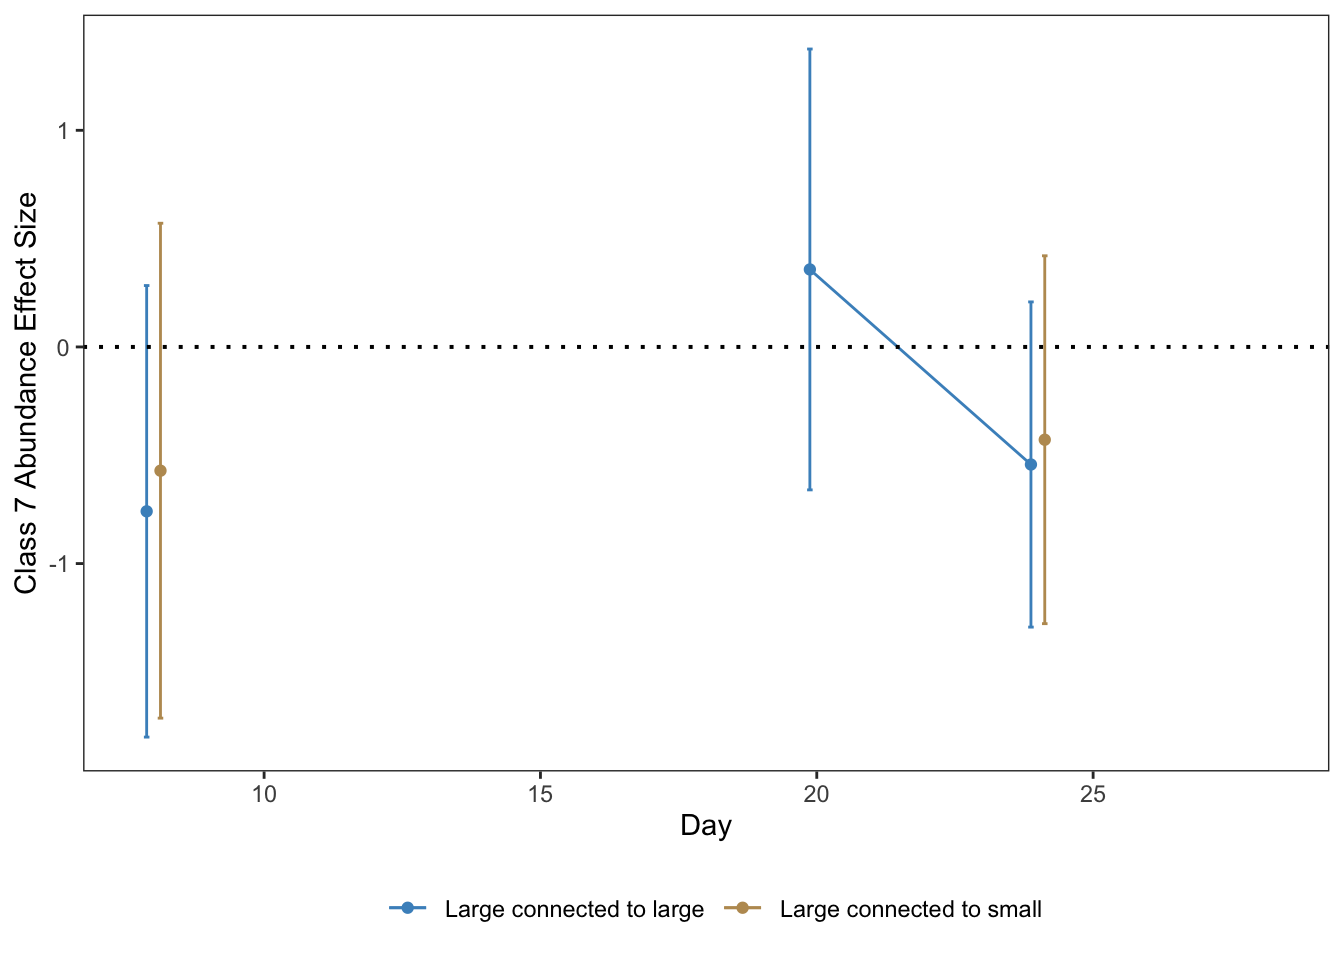 Class 7 Abundance Effect Size
1
0
-1
10 15 20 25
Day
Large connected to large Large connected to small